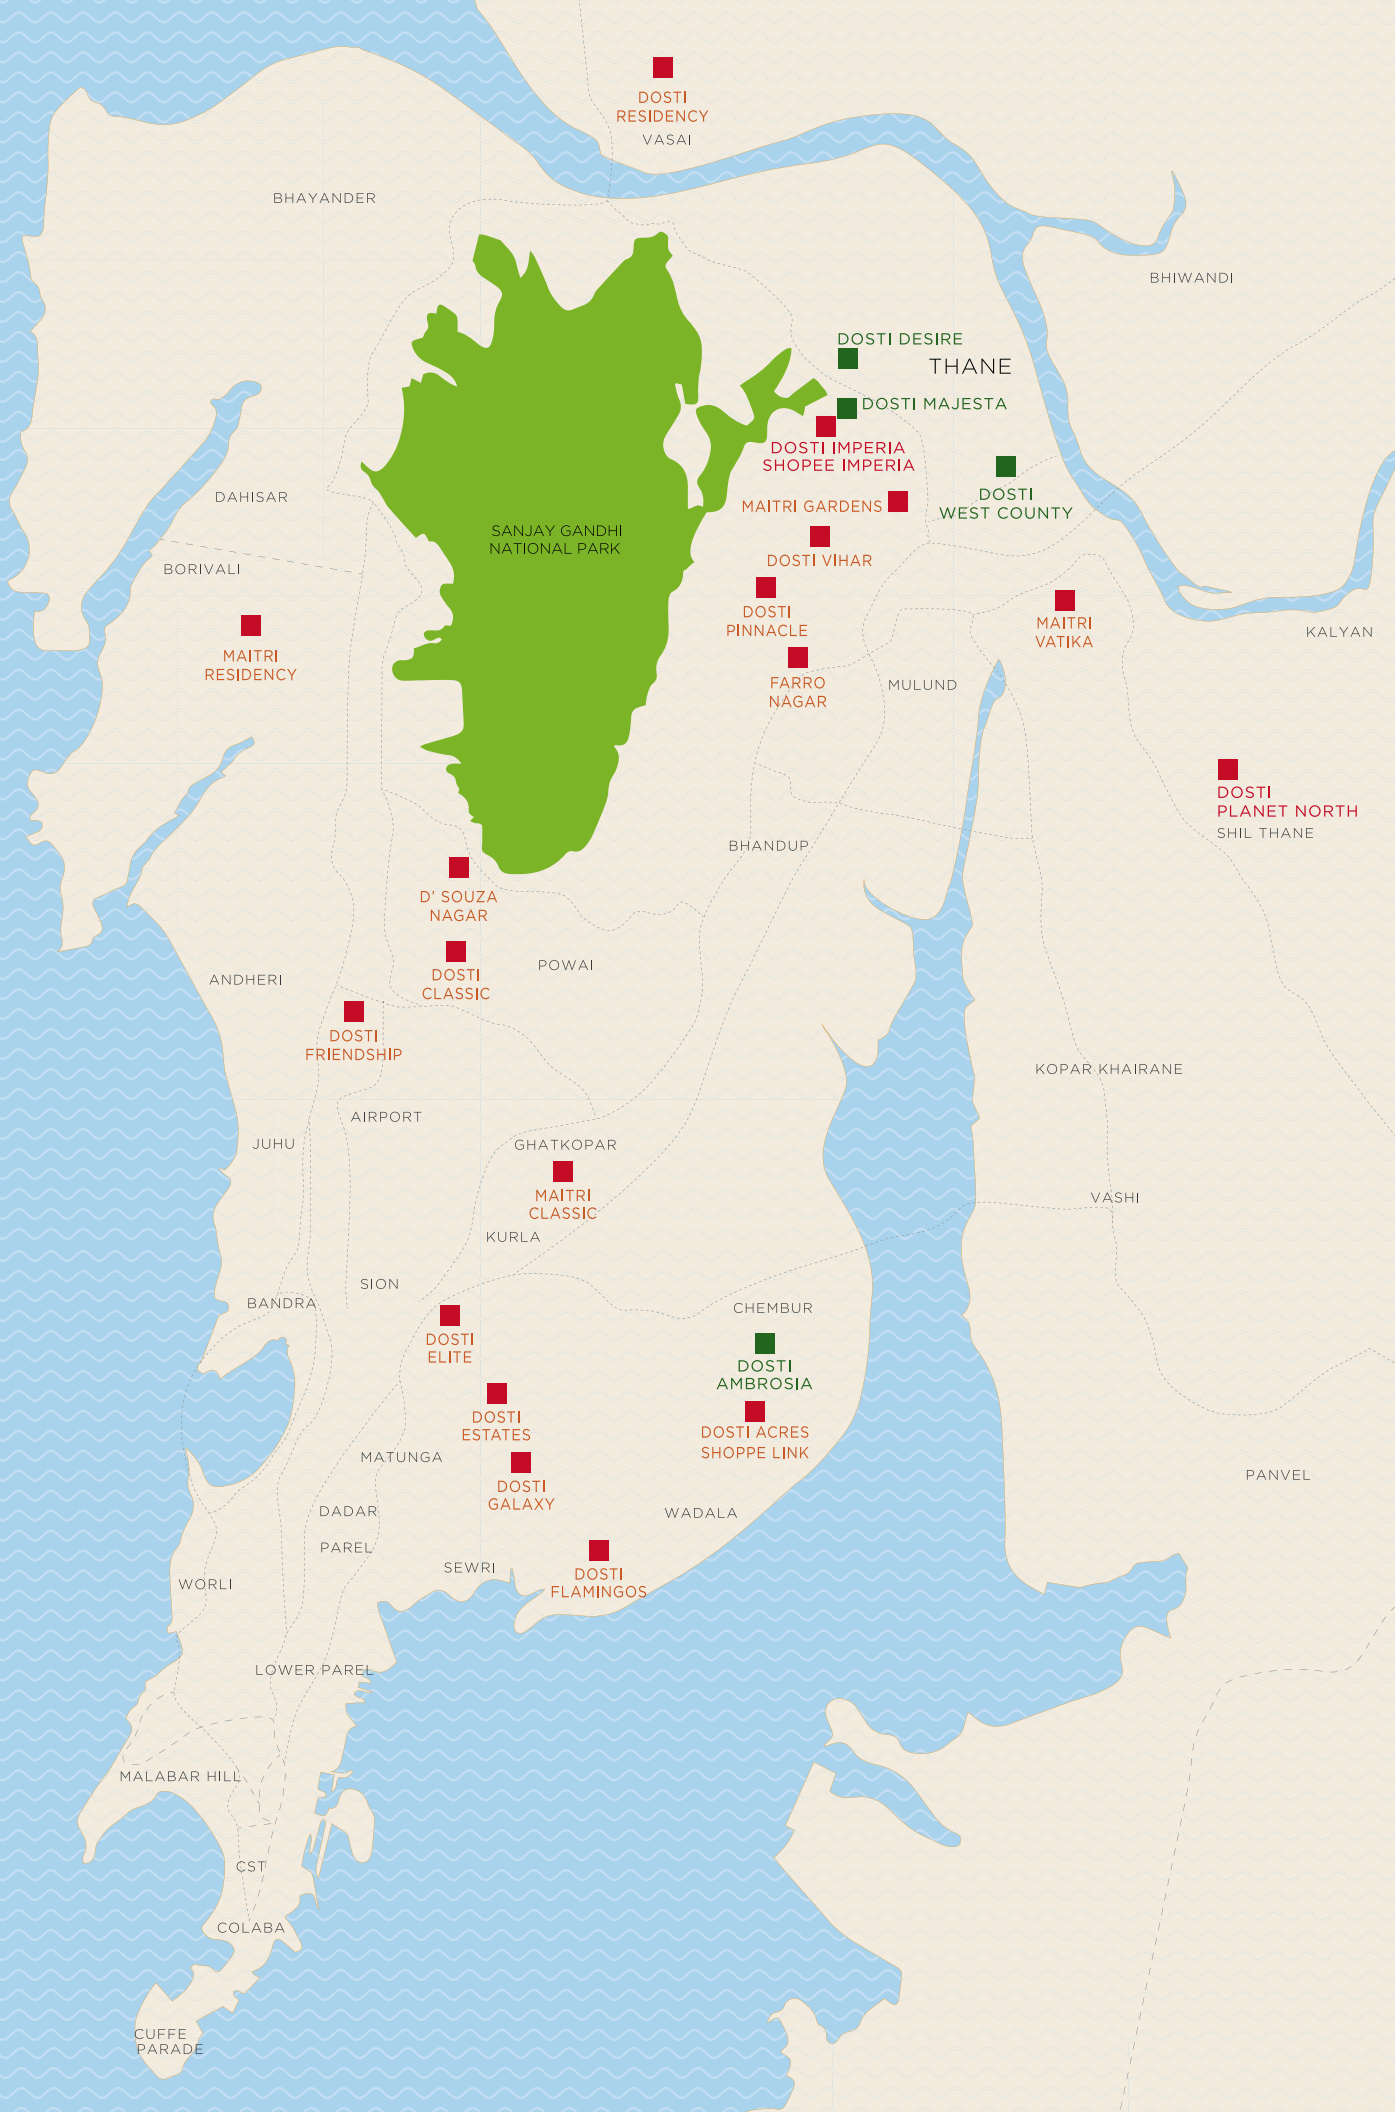 DOSTI
RESIDENCY
VASAI
BHAYANDER
BHIWANDI
DOSTI DESIRE
THANE
DOSTI MAJESTA
DOSTI IMPERIA
SHOPEE IMPERIA
DOSTI
WEST COUNTY
DAHISAR
MAITRI GARDENS
SANJAY GANDHI
NATIONAL PARK
DOSTI VIHAR
BORIVALI
DOSTI
PINNACLE
MAITRI
VATIKA
KALYAN
MAITRI
RESIDENCY
FARRO
NAGAR
MULUND
DOSTI
PLANET NORTH
SHIL THANE
BHANDUP
D' SOUZA
NAGAR
POWAI
DOSTI
CLASSIC
ANDHERI
DOSTI
FRIENDSHIP
KOPAR KHAIRANE
AIRPORT
JUHU
GHATKOPAR
MAITRI
CLASSIC
VASHI
KURLA
SION
BANDRA
CHEMBUR
DOSTI
ELITE
DOSTI
AMBROSIA
DOSTI
ESTATES
DOSTI ACRES
SHOPPE LINK
MATUNGA
PANVEL
DOSTI
GALAXY
DADAR
WADALA
PAREL
SEWRI
DOSTI
FLAMINGOS
WORLI
LOWER PAREL
MALABAR HILL
CST
COLABA
CUFFE
PARADE